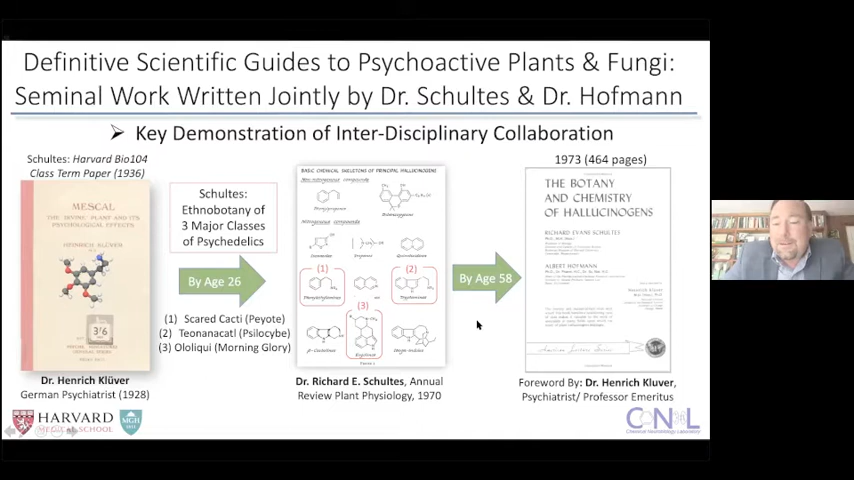 Definitive Scientific Guides to Psychoactive Plants & Fungi:
Seminal Work Written Jointly by Dr. Schultes & Dr. Hofmann
➢ Key Demonstration of Inter-Disciplinary Collaboration
Schultes: Harvard Bio104
Class Term Paper (1936)
MESCAL
THE DIVINE PLANT AND ITS
PSYCHOLOGICAL EFFECTS
HEINRICH KLÜVER
3/6
Dr. Henrich Klüver
German Psychiatrist (1928)
Schultes:
Ethnobotany of
3 Major Classes
of Psychedelics
By Age 26
(1) Scared Cacti (Peyote)
(2) Teonanacatl (Psilocybe)
(3) Ololiqui (Morning Glory)
BASIC CHEMICAL SKELETONS OF PRINCIPAL HALLUCINOGENS
(1)
(2)
(3)
Dr. Richard E. Schultes, Annual
Review Plant Physiology, 1970
By Age 58
1973 (464 pages)
THE BOTANY
AND CHEMISTRY
OF HALLUCINOGENS
RICHARD EVANS SCHULTES
ALBERT HOFMANN
Foreword By: Dr. Henrich Kluver,
Psychiatrist/ Professor Emeritus
HARVARD
MEDICAL SCHOOL
MGH
1811
CNL
Chemical Neurobiology Laboratory